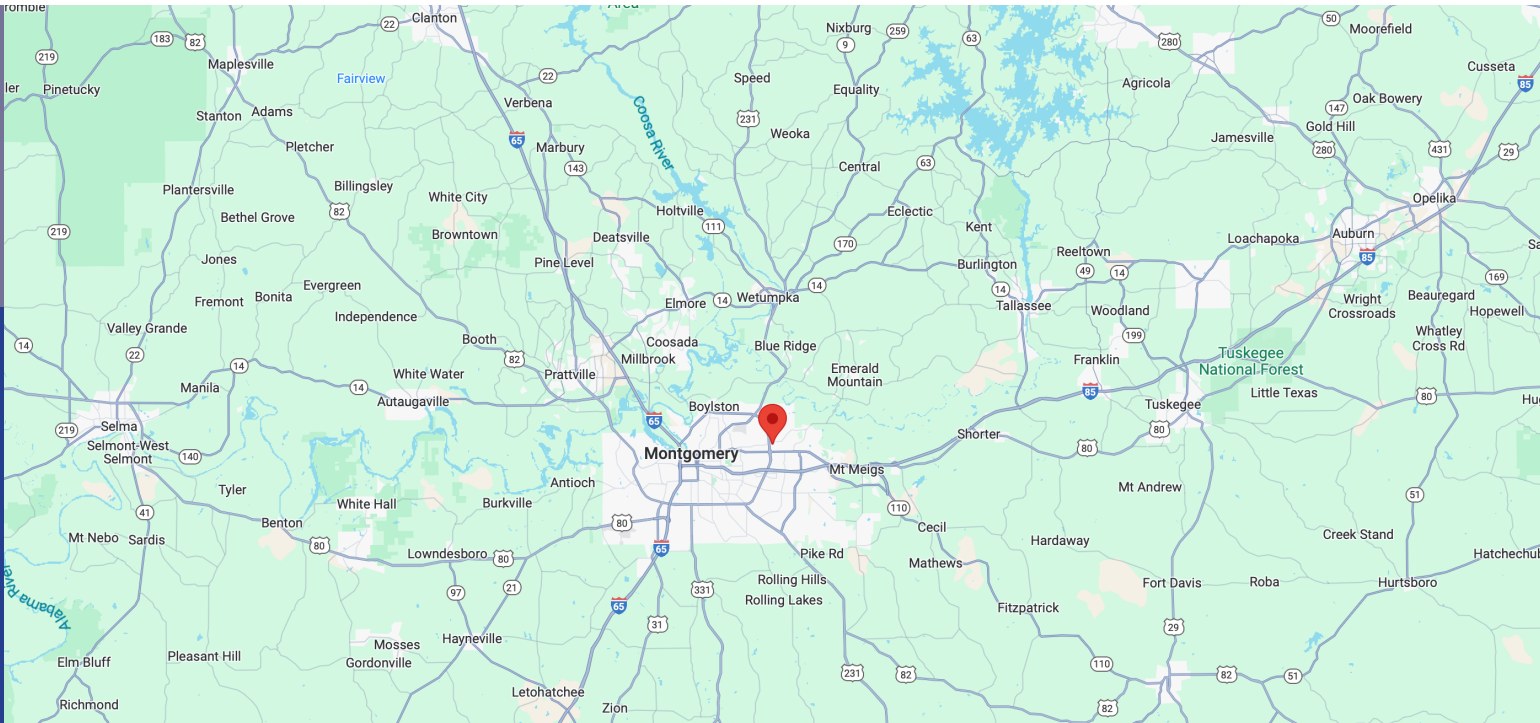 Clanton
Nixburg
259
63
50
Moorefield
9
22
183
82
219
280
Maplesville
Fairview
Speed
Equality
Agricola
Cusseta
85
22
Pinetucky
Verbena
Coosa River
Oak Bowery
147
Stanton
Adams
231
Weoka
Gold Hill
Jamesville
65
Marbury
Pletcher
280
431
29
143
Central
63
Plantersville
Billingsley
White City
Opelika
82
Bethel Grove
Holtville
Eclectic
111
Kent
219
Browntown
Deatsville
170
Loachapoka
Auburn
Jones
Pine Level
Burlington
Reeltown
85
49
14
169
Evergreen
14
14
Fremont
Bonita
Elmore
14
Wetumpka
Tallassee
Woodland
Wright
Crossroads
Beauregard
Hopewell
Independence
Valley Grande
Booth
Coosada
Blue Ridge
199
Whatley
Cross Rd
14
22
82
Millbrook
Franklin
Tuskegee
National Forest
14
White Water
Prattville
Emerald
Mountain
Manila
14
Autaugaville
85
Little Texas
80
Boylston
Tuskegee
65
Selma
219
Shorter
80
80
Selmont-West
Selmont
140
Montgomery
Mt Meigs
Tyler
Antioch
Mt Andrew
White Hall
Burkville
110
51
41
Benton
80
Cecil
Mt Nebo
Sardis
80
Lowndesboro
80
65
Pike Rd
Hardaway
Creek Stand
Mathews
Alabama River
97
21
331
Rolling Hills
Rolling Lakes
65
Fort Davis
Roba
Hurtsboro
Fitzpatrick
31
29
Hayneville
Mosses
Gordonville
Pleasant Hill
Elm Bluff
110
231
82
82
51
Letohatchee
Richmond
Zion
82